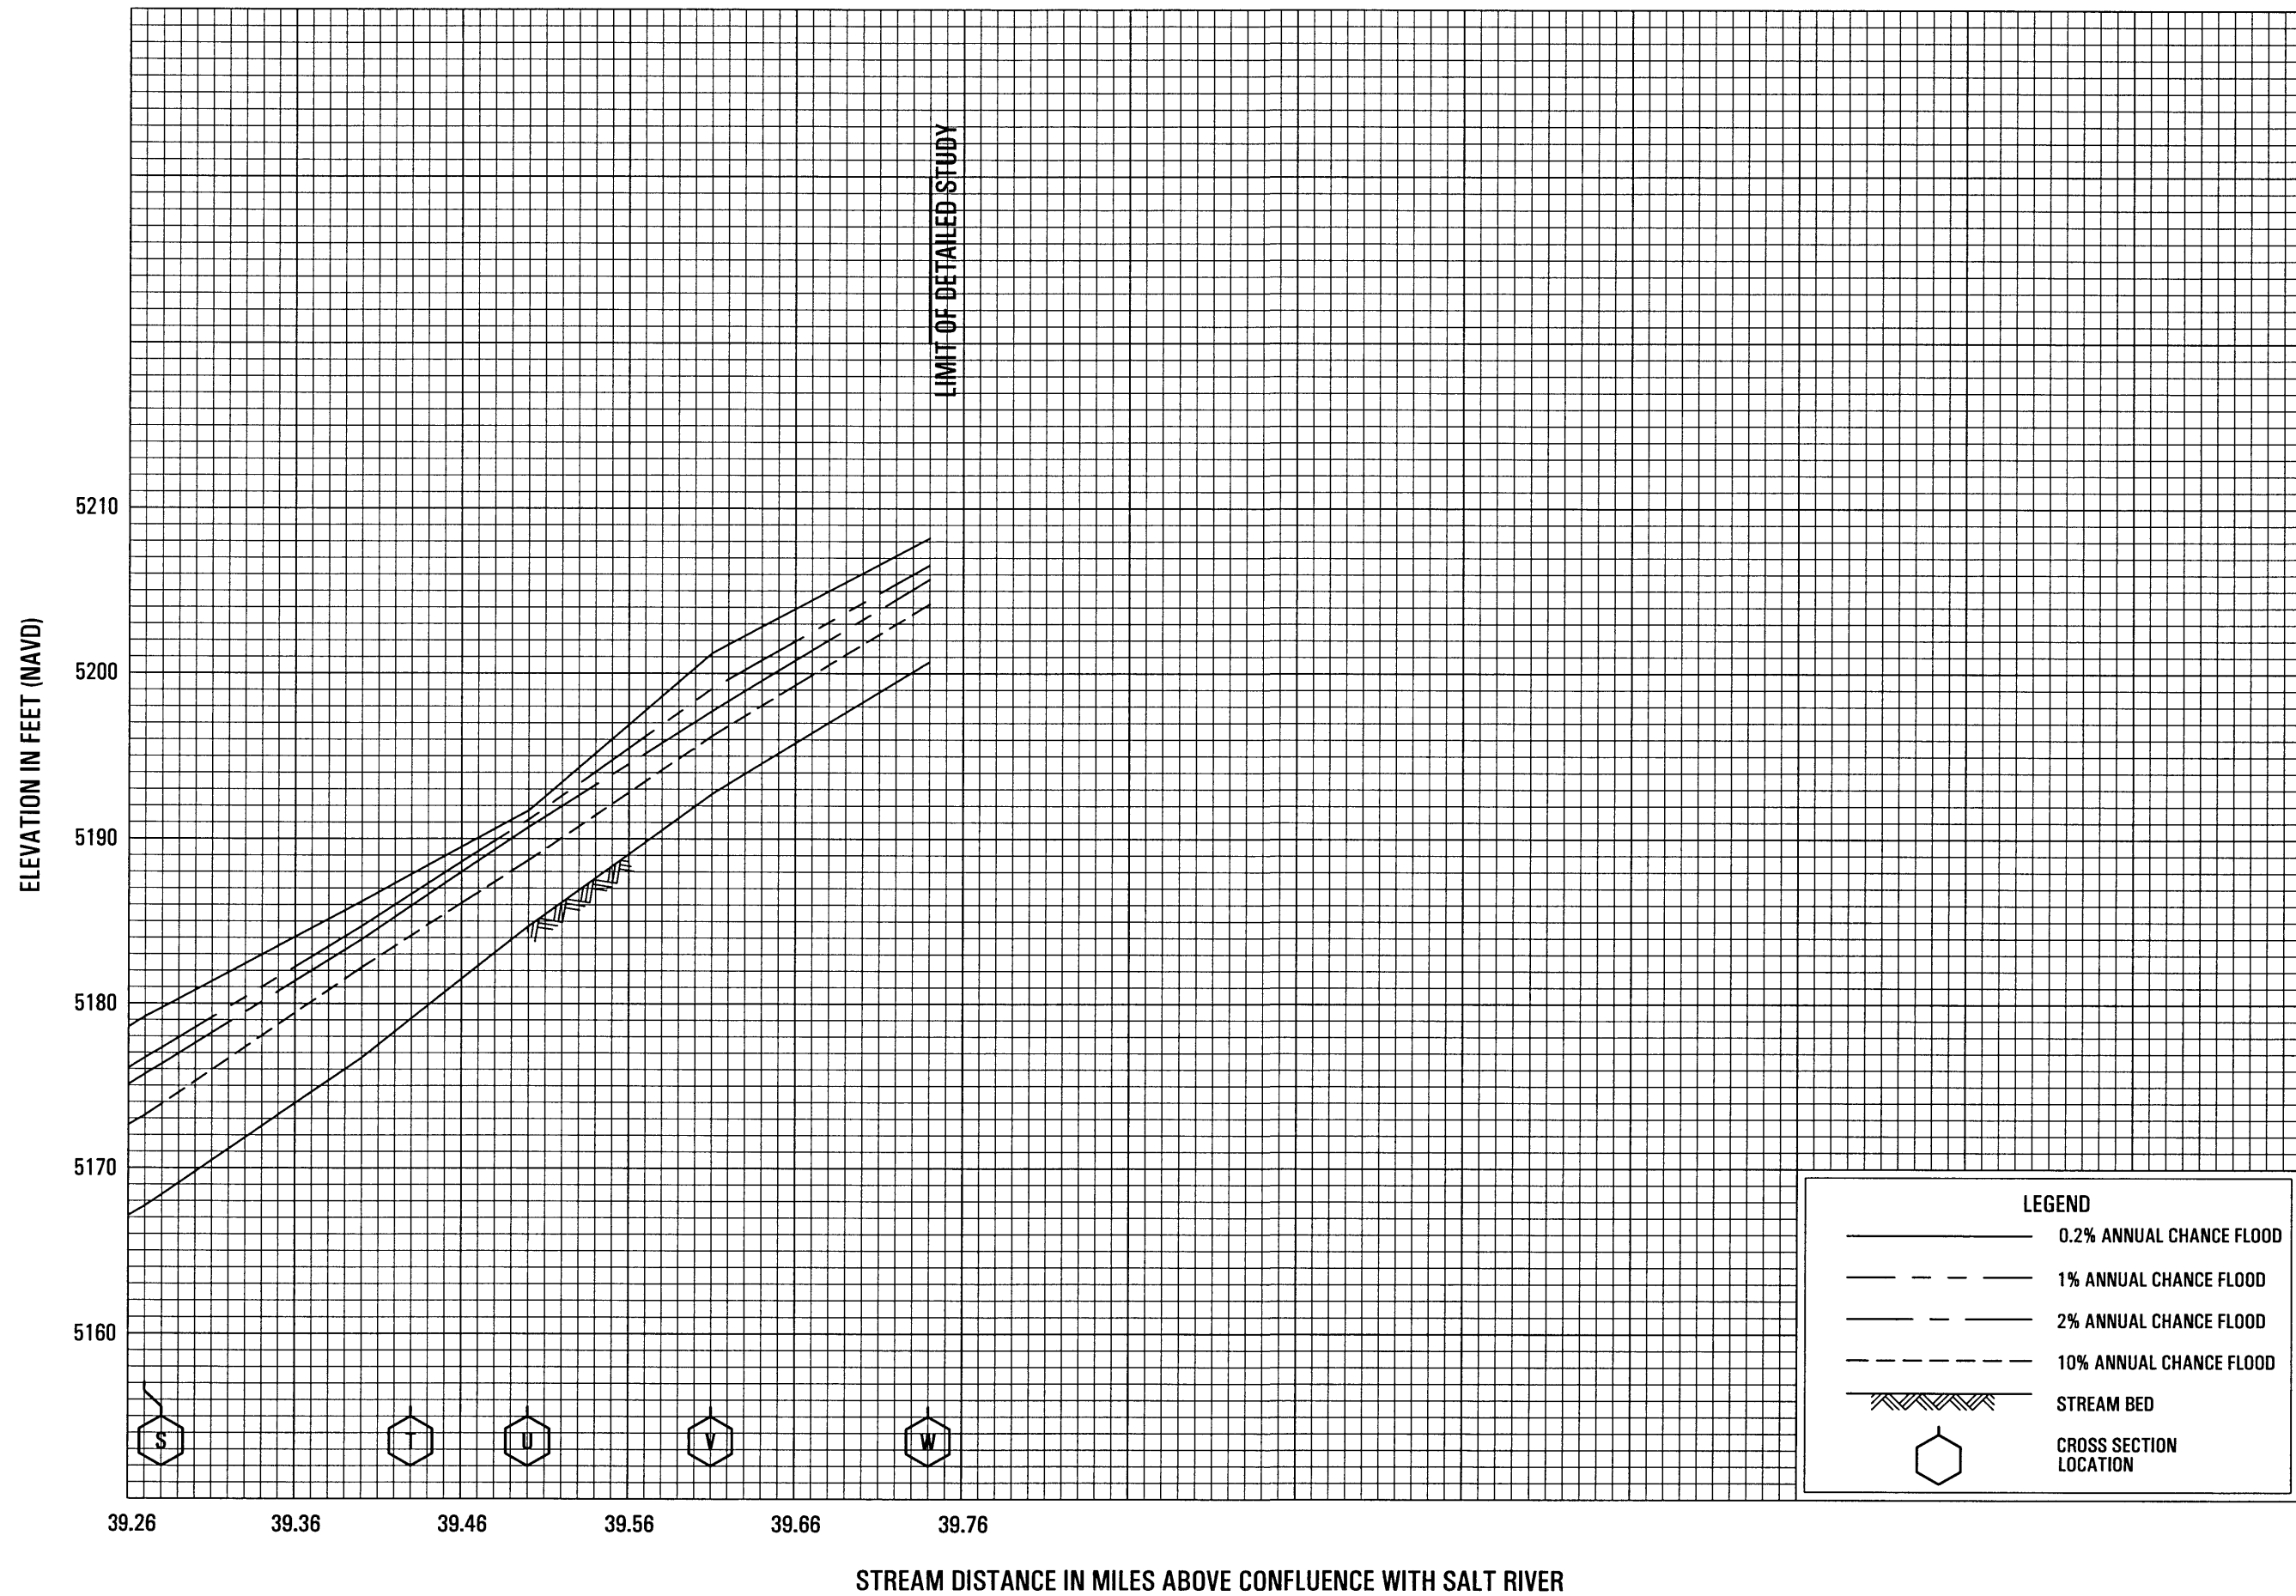 LIMIT OF DETAILED STUDY
ELEVATION IN FEET (NAVD)
5210
5200
5190
5180
5170
5160
S
T
U
V
W
39.26
39.36
39.46
39.56
39.66
39.76
STREAM DISTANCE IN MILES ABOVE CONFLUENCE WITH SALT RIVER
LEGEND
0.2% ANNUAL CHANCE FLOOD
1% ANNUAL CHANCE FLOOD
2% ANNUAL CHANCE FLOOD
10% ANNUAL CHANCE FLOOD
STREAM BED
CROSS SECTION
LOCATION